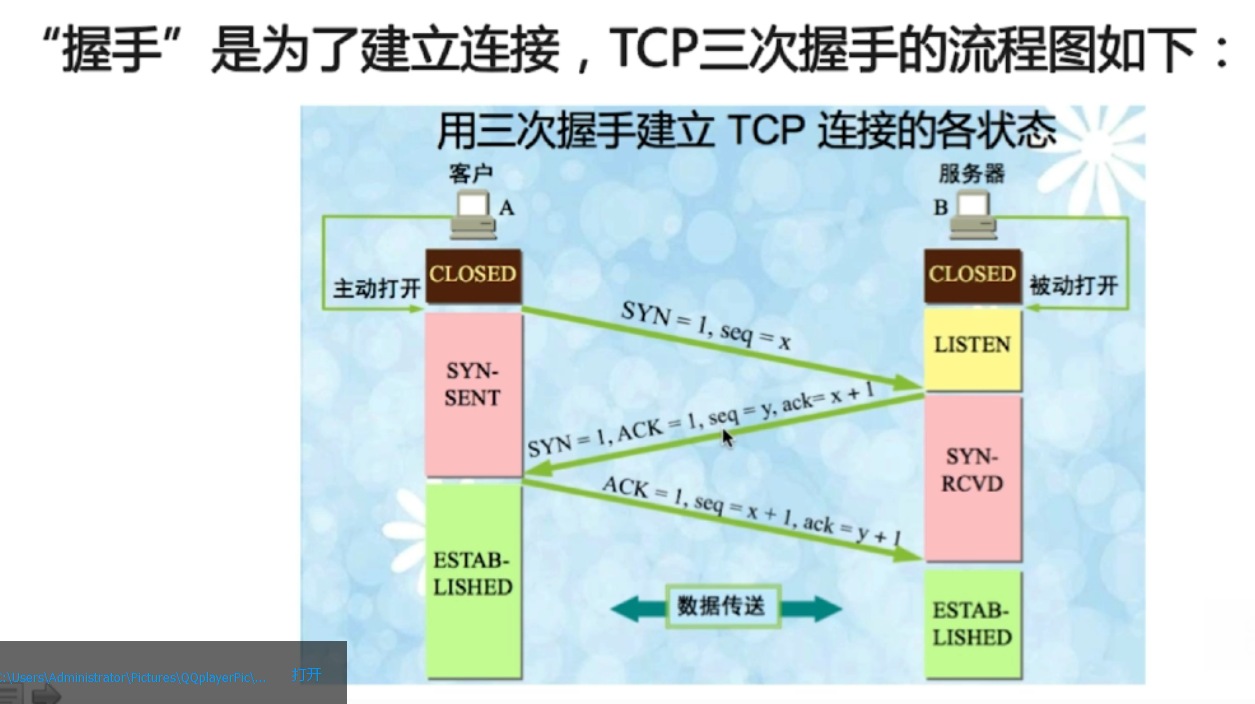 “握手”是为了建立连接，TCP三次握手的流程图如下：
用三次握手建立 TCP 连接的各状态
客户
服务器
A
B
CLOSED
CLOSED
主动打开
被动打开
SYN = 1, seq = x
LISTEN
SYN-
SENT
SYN = 1, ACK = 1, seq = y, ack= x + 1
SYN-
RCVD
ACK = 1, seq = x + 1, ack = y + 1
ESTAB-
LISHED
数据传送
ESTAB-
LISHED
:\Users\Administrator\Pictures\QQplayerPic\....
打开